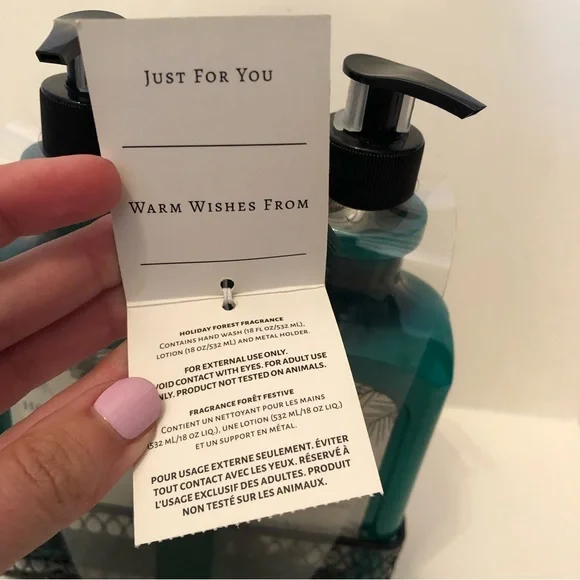 JUST FOR YOU
WARM WISHES FROM
HOLIDAY FOREST FRAGRANCE
CONTAINS HAND WASH (18 FL OZ/532 ML),
LOTION (18 OZ/532 ML) AND METAL HOLDER.
FOR EXTERNAL USE ONLY.
VOID CONTACT WITH EYES. FOR ADULT USE
NLY. PRODUCT NOT TESTED ON ANIMALS.
FRAGRANCE FORÊT FESTIVE
CONTIENT UN NETTOYANT POUR LES MAINS
(532 ML/18 OZ LIQ.), UNE LOTION (532 ML/18 OZ LIQ.)
ET UN SUPPORT EN MÉTAL.
POUR USAGE EXTERNE SEULEMENT. ÉVITER
TOUT CONTACT AVEC LES YEUX. RÉSERVÉ À
L'USAGE EXCLUSIF DES ADULTES. PRODUIT
NON TESTÉ SUR LES ANIMAUX.